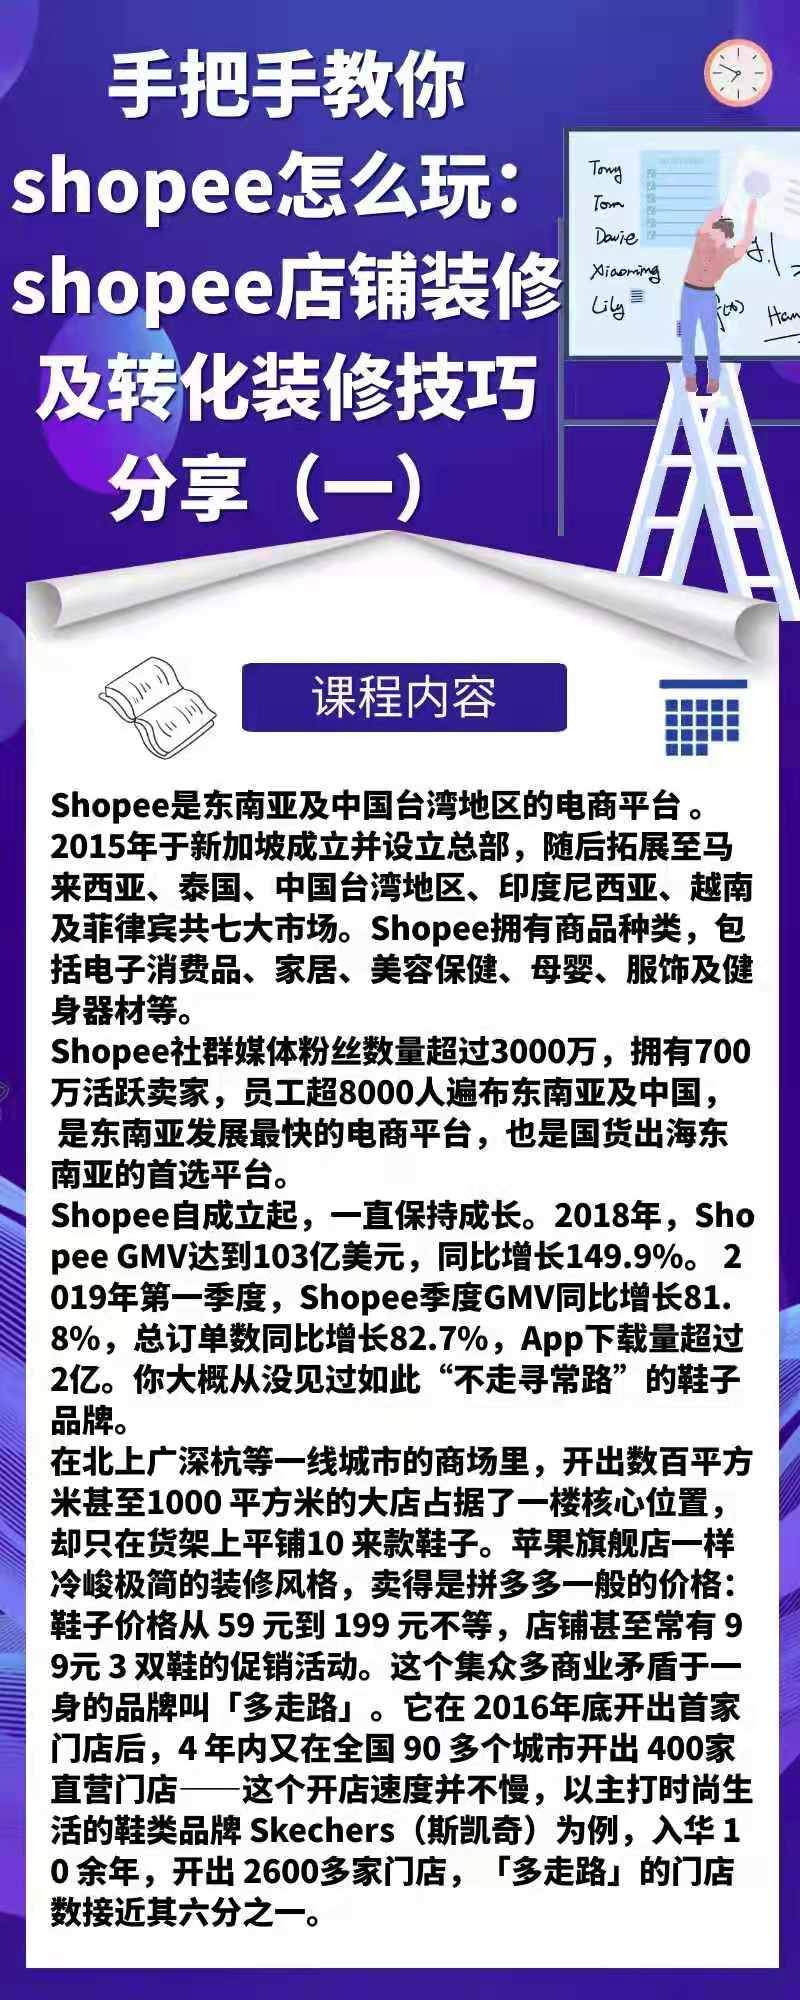 手把手教你
shopee怎么玩：
shopee店铺装修
及转化装修技巧
分享（一）
Tony
Tom
Davie
Xiaoming
Lily
课程内容
Shopee是东南亚及中国台湾地区的电商平台 。
2015年于新加坡成立并设立总部，随后拓展至马
来西亚、泰国、中国台湾地区、印度尼西亚、越南
及菲律宾共七大市场。Shopee拥有商品种类，包
括电子消费品、家居、美容保健、母婴、服饰及健
身器材等。
Shopee社群媒体粉丝数量超过3000万，拥有700
万活跃卖家，员工超8000人遍布东南亚及中国，
是东南亚发展最快的电商平台，也是国货出海东
南亚的首选平台。
Shopee自成立起，一直保持成长。2018年，Sho
pee GMV达到103亿美元，同比增长149.9%。 2
019年第一季度，Shopee季度GMV同比增长81.
8%，总订单数同比增长82.7%，App下载量超过
2亿。你大概从没见过如此“不走寻常路”的鞋子
品牌。
在北上广深杭等一线城市的商场里，开出数百平方
米甚至1000 平方米的大店占据了一楼核心位置，
却只在货架上平铺10 来款鞋子。苹果旗舰店一样
冷峻极简的装修风格，卖得是拼多多一般的价格：
鞋子价格从 59 元到 199 元不等，店铺甚至常有 9
9元 3 双鞋的促销活动。这个集众多商业矛盾于一
身的品牌叫「多走路」。它在 2016年底开出首家
门店后，4 年内又在全国 90 多个城市开出 400家
直营门店——这个开店速度并不慢，以主打时尚生
活的鞋类品牌 Skechers（斯凯奇）为例，入华 1
0 余年，开出 2600多家门店，「多走路」的门店
数接近其六分之一。